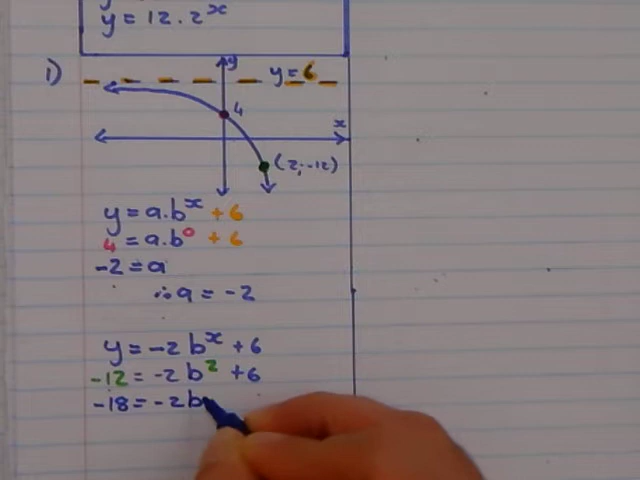 y = 12.2^x
1)
y
y = 6
4
x
(2;-12)
y = a.b^x + 6
4 = a.b^0 + 6
-2 = a
∴ a = -2
y = -2 b^x + 6
-12 = -2 b^2 + 6
-18 = -2 b